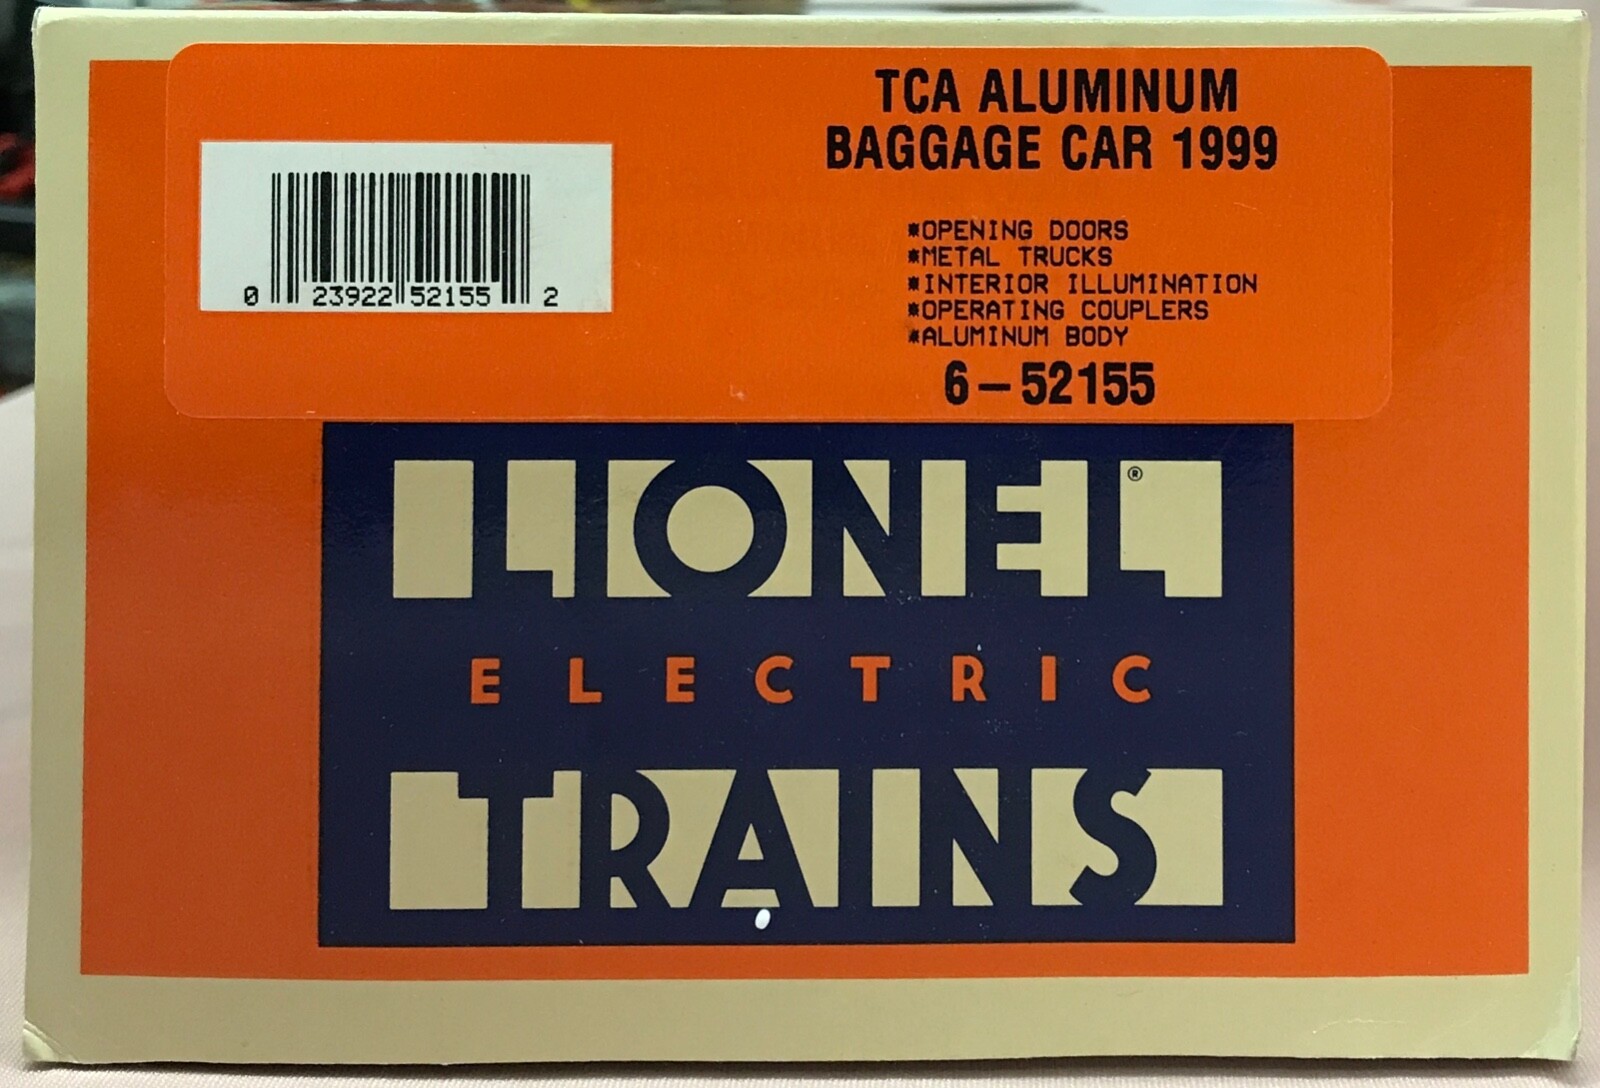 TCA ALUMINUM
BAGGAGE CAR 1999
*OPENING DOORS
*METAL TRUCKS
*INTERIOR ILLUMINATION
*OPERATING COUPLERS
*ALUMINUM BODY
6-52155
0 23922 52155 2
LIONEL®
ELECTRIC
TRAINS